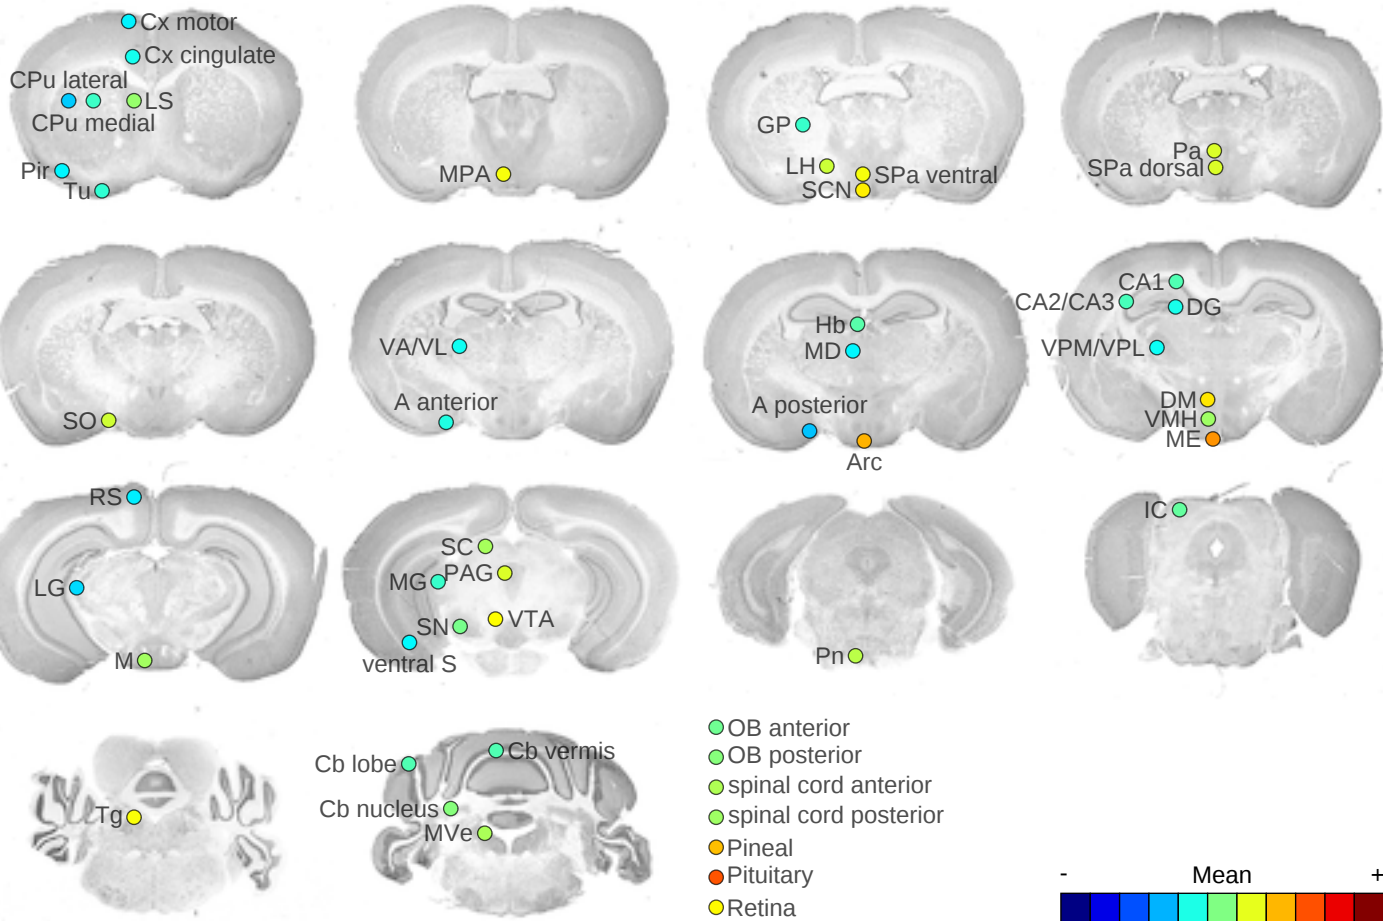 Cx motor
Cx cingulate
CPu lateral
LS
CPu medial
Pir
Tu
MPA
GP
LH
SPa ventral
SCN
Pa
SPa dorsal
SO
VA/VL
A anterior
Hb
MD
A posterior
Arc
CA1
CA2/CA3
DG
VPM/VPL
DM
VMH
ME
RS
LG
M
SC
PAG
MG
VTA
SN
ventral S
Pn
IC
Tg
Cb vermis
Cb lobe
Cb nucleus
MVe
OB anterior
OB posterior
spinal cord anterior
spinal cord posterior
Pineal
Pituitary
Retina
- Mean +